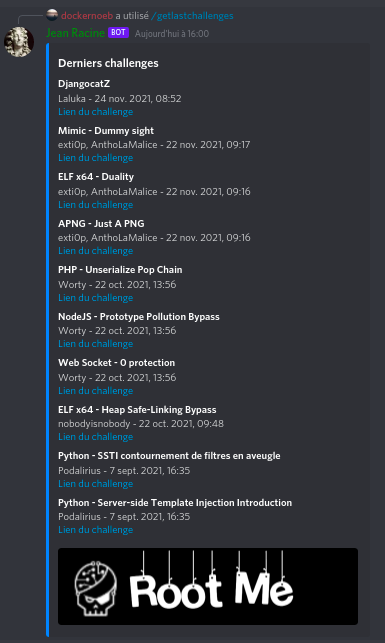 dockernoeb a utilisé /getlastchallenges
Jean Racine BOT Aujourd'hui à 16:00
Derniers challenges
DjangocatZ
Laluka - 24 nov. 2021, 08:52
Lien du challenge
Mimic - Dummy sight
exti0p, AnthoLaMalice - 22 nov. 2021, 09:17
Lien du challenge
ELF x64 - Duality
exti0p, AnthoLaMalice - 22 nov. 2021, 09:16
Lien du challenge
APNG - Just A PNG
exti0p, AnthoLaMalice - 22 nov. 2021, 09:16
Lien du challenge
PHP - Unserialize Pop Chain
Worty - 22 oct. 2021, 13:56
Lien du challenge
NodeJS - Prototype Pollution Bypass
Worty - 22 oct. 2021, 13:56
Lien du challenge
Web Socket - 0 protection
Worty - 22 oct. 2021, 13:56
Lien du challenge
ELF x64 - Heap Safe-Linking Bypass
nobodyisnobody - 22 oct. 2021, 09:48
Lien du challenge
Python - SSTI contournement de filtres en aveugle
Podalirius - 7 sept. 2021, 16:35
Lien du challenge
Python - Server-side Template Injection Introduction
Podalirius - 7 sept. 2021, 16:35
Lien du challenge
Root Me